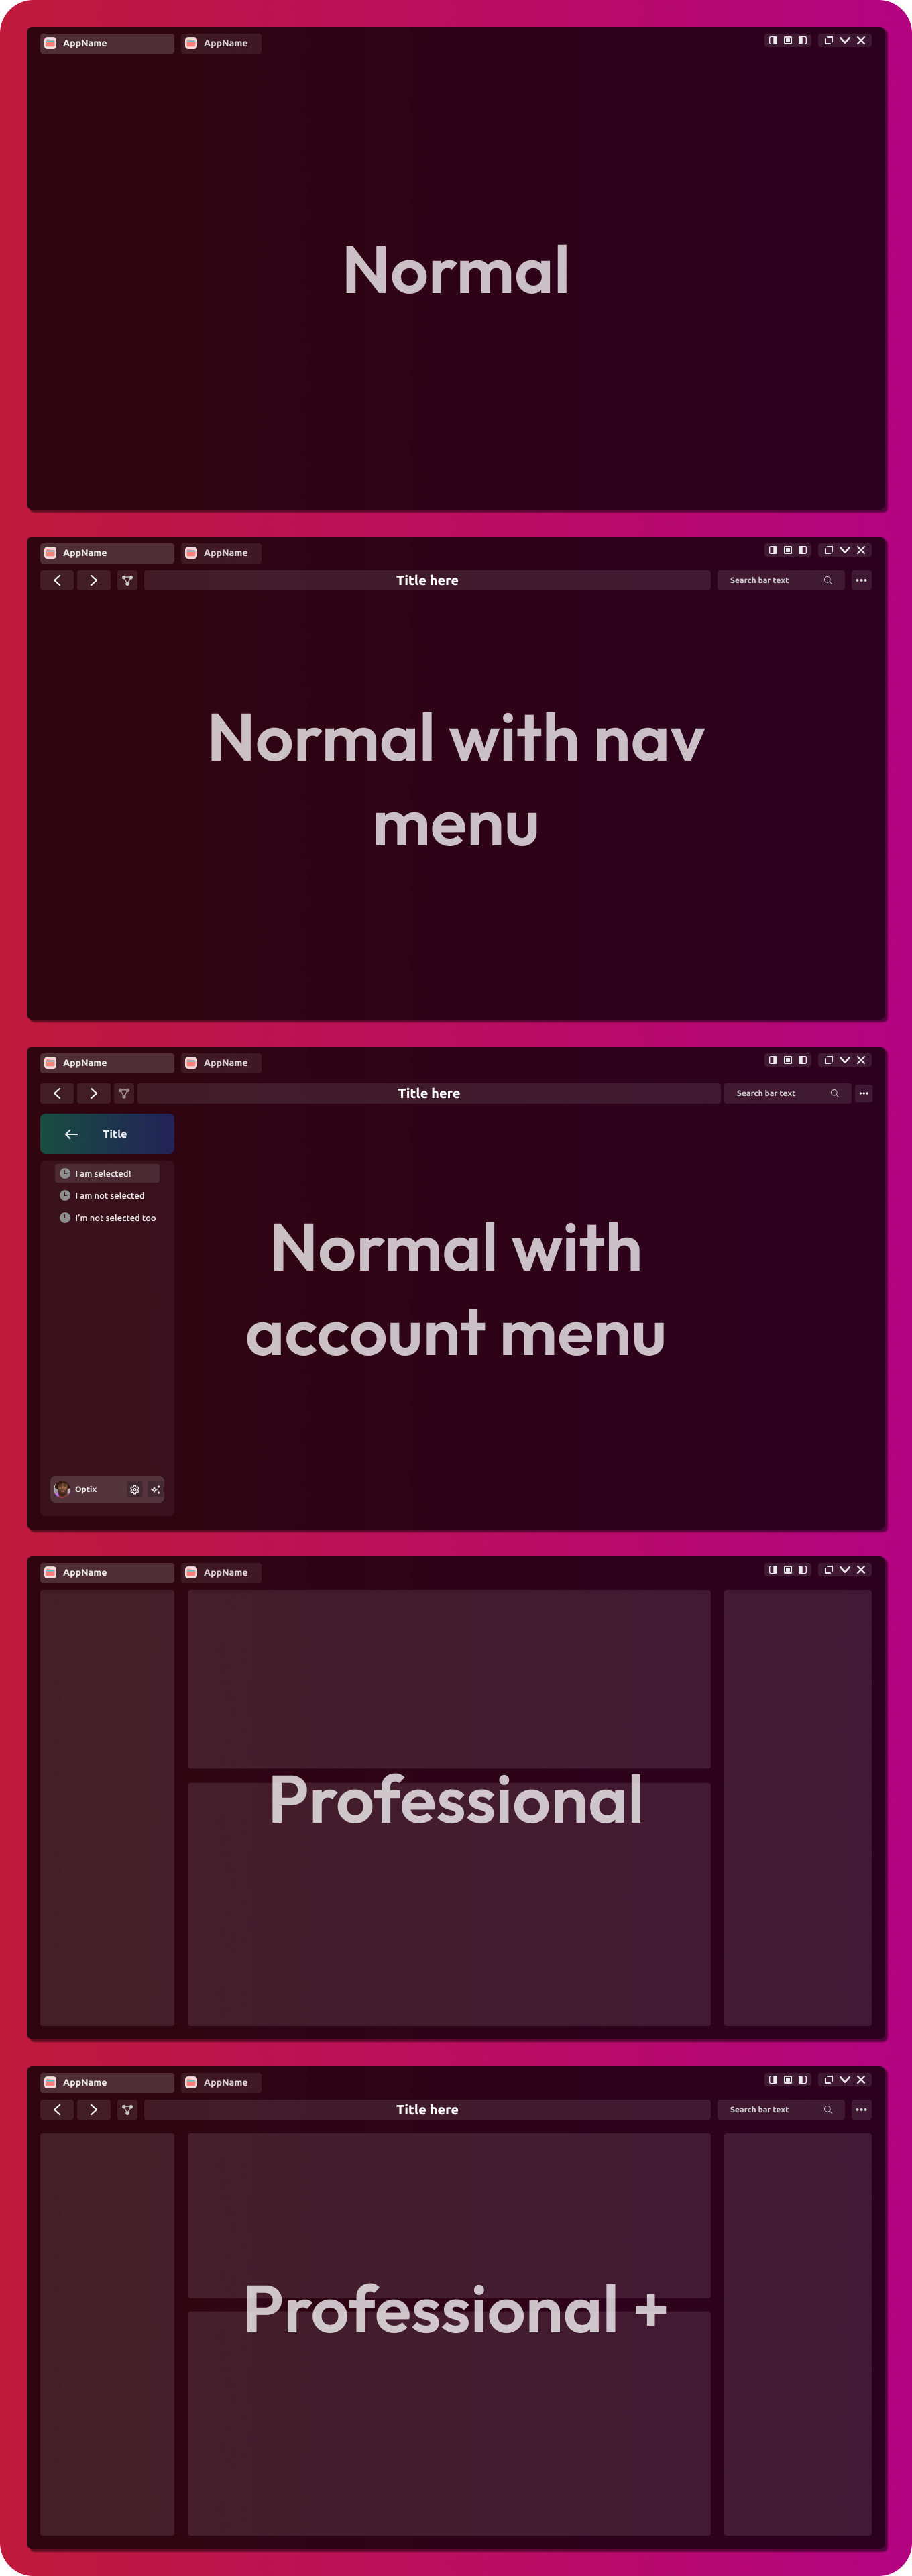 AppName
AppName
Normal
AppName
AppName
Title here
Search bar text
Normal with nav
menu
AppName
AppName
Title here
Search bar text
Title
I am selected!
I am not selected
I'm not selected too
Normal with
account menu
Optix
AppName
AppName
Professional
AppName
AppName
Title here
Search bar text
Professional +